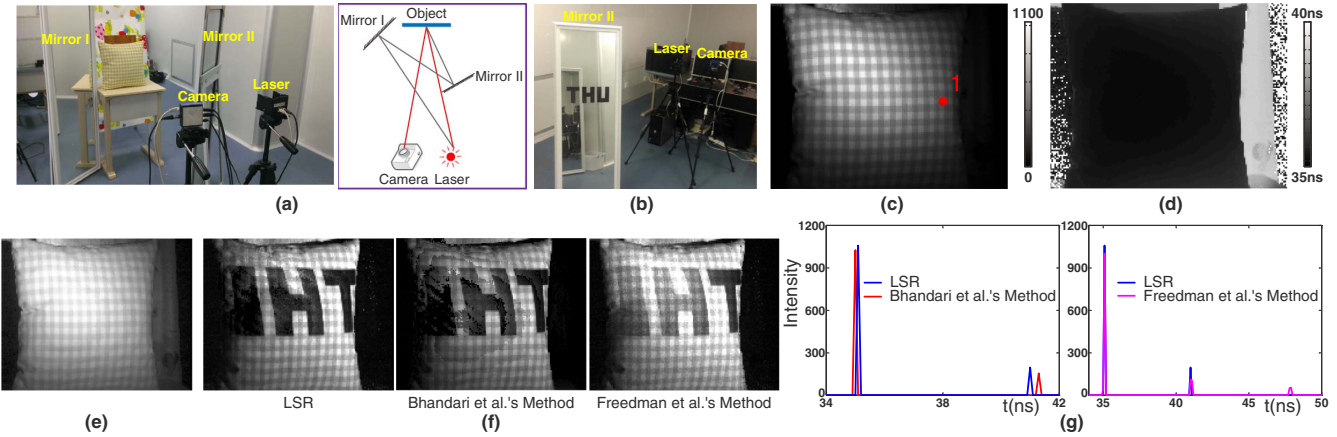 Mirror I
Mirror II
Camera
Laser
(a)
Mirror I
Object
Mirror II
Camera Laser
Mirror II
Laser
Camera
THU
(b)
1
1100
0
(c)
40ns
35ns
(d)
(e)
HT
LSR
HT
Bhandari et al.'s Method
HT
Freedman et al.'s Method
(f)
Intensity
1200
900
600
300
0
LSR
Bhandari et al.'s Method
34
38
42
t(ns)
1200
900
600
300
0
LSR
Freedman et al.'s Method
35
40
45
50
t(ns)
(g)